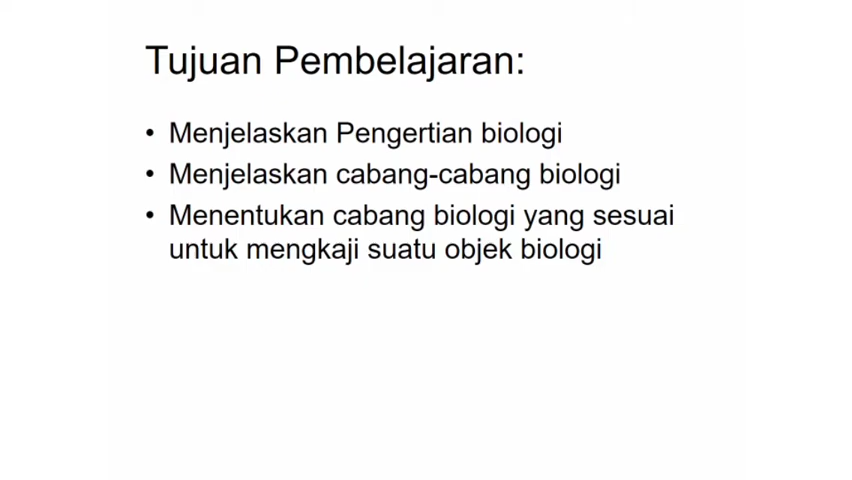 Tujuan Pembelajaran:
• Menjelaskan Pengertian biologi
• Menjelaskan cabang-cabang biologi
• Menentukan cabang biologi yang sesuai
untuk mengkaji suatu objek biologi